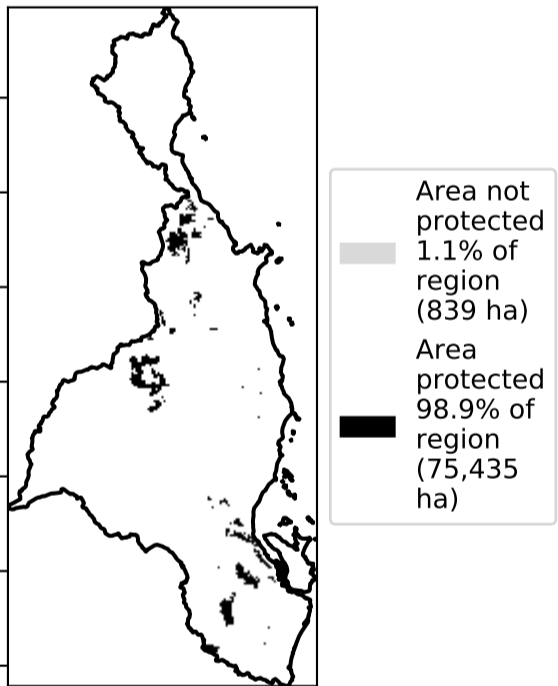 Area not
protected
1.1% of
region
(839 ha)
Area
protected
98.9% of
region
(75,435
ha)